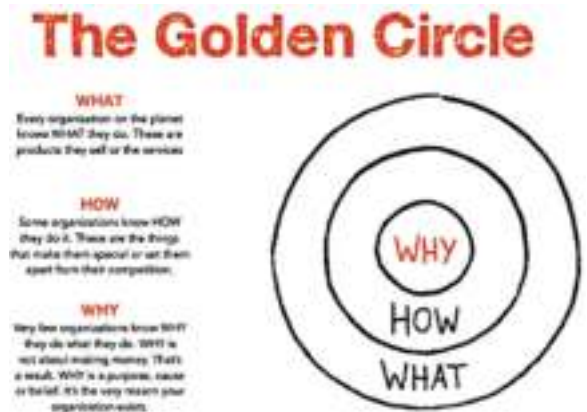 The Golden Circle
WHAT
Every organization on the planet
knows WHAT they do. These are
products they sell or the services
HOW
Some organizations know HOW
they do it. These are the things
that make them special or set them
apart from their competition.
WHY
Very few organizations know WHY
they do what they do. WHY is
not about making money. That's
a result. WHY is a purpose, cause
or belief. It's the very reason your
organization exists.
WHY
HOW
WHAT